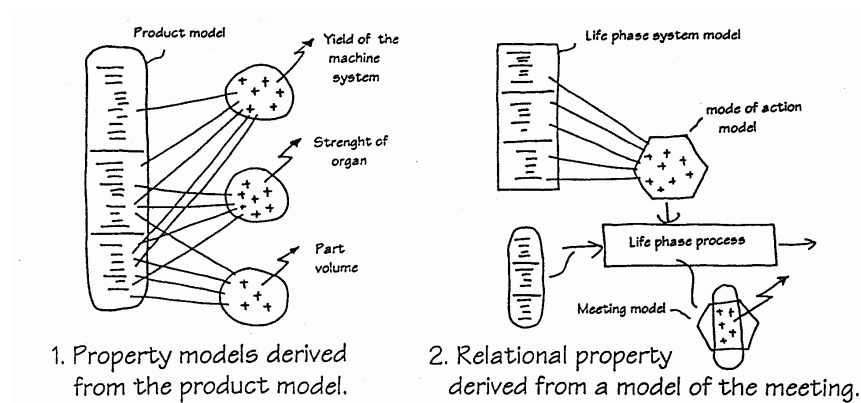 Product model
Yield of the
machine
system
Strenght of
organ
Part
volume
1. Property models derived
from the product model.
Life phase system model
mode of action
model
Life phase process
Meeting model
2. Relational property
derived from a model of the meeting.